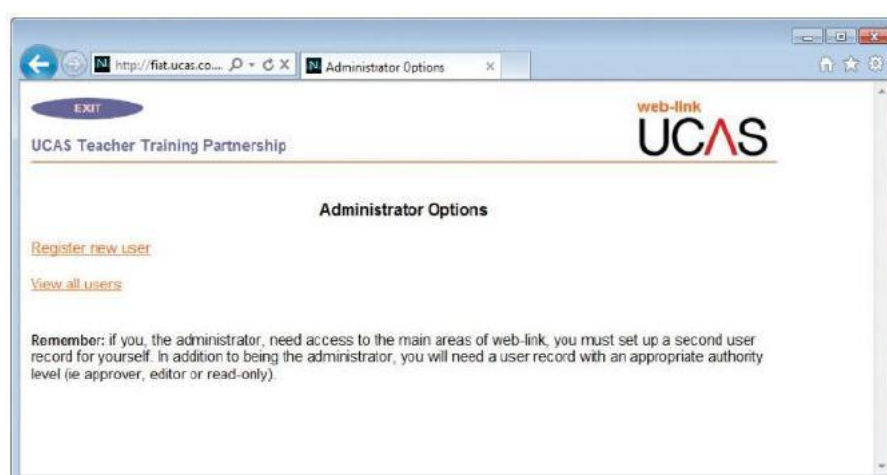 http://fiat.ucas.co....
Administrator Options
EXIT
web-link
UCAS
UCAS Teacher Training Partnership
Administrator Options
Register new user
View all users
Remember: if you, the administrator, need access to the main areas of web-link, you must set up a second user
record for yourself. In addition to being the administrator, you will need a user record with an appropriate authority
level (ie approver, editor or read-only).